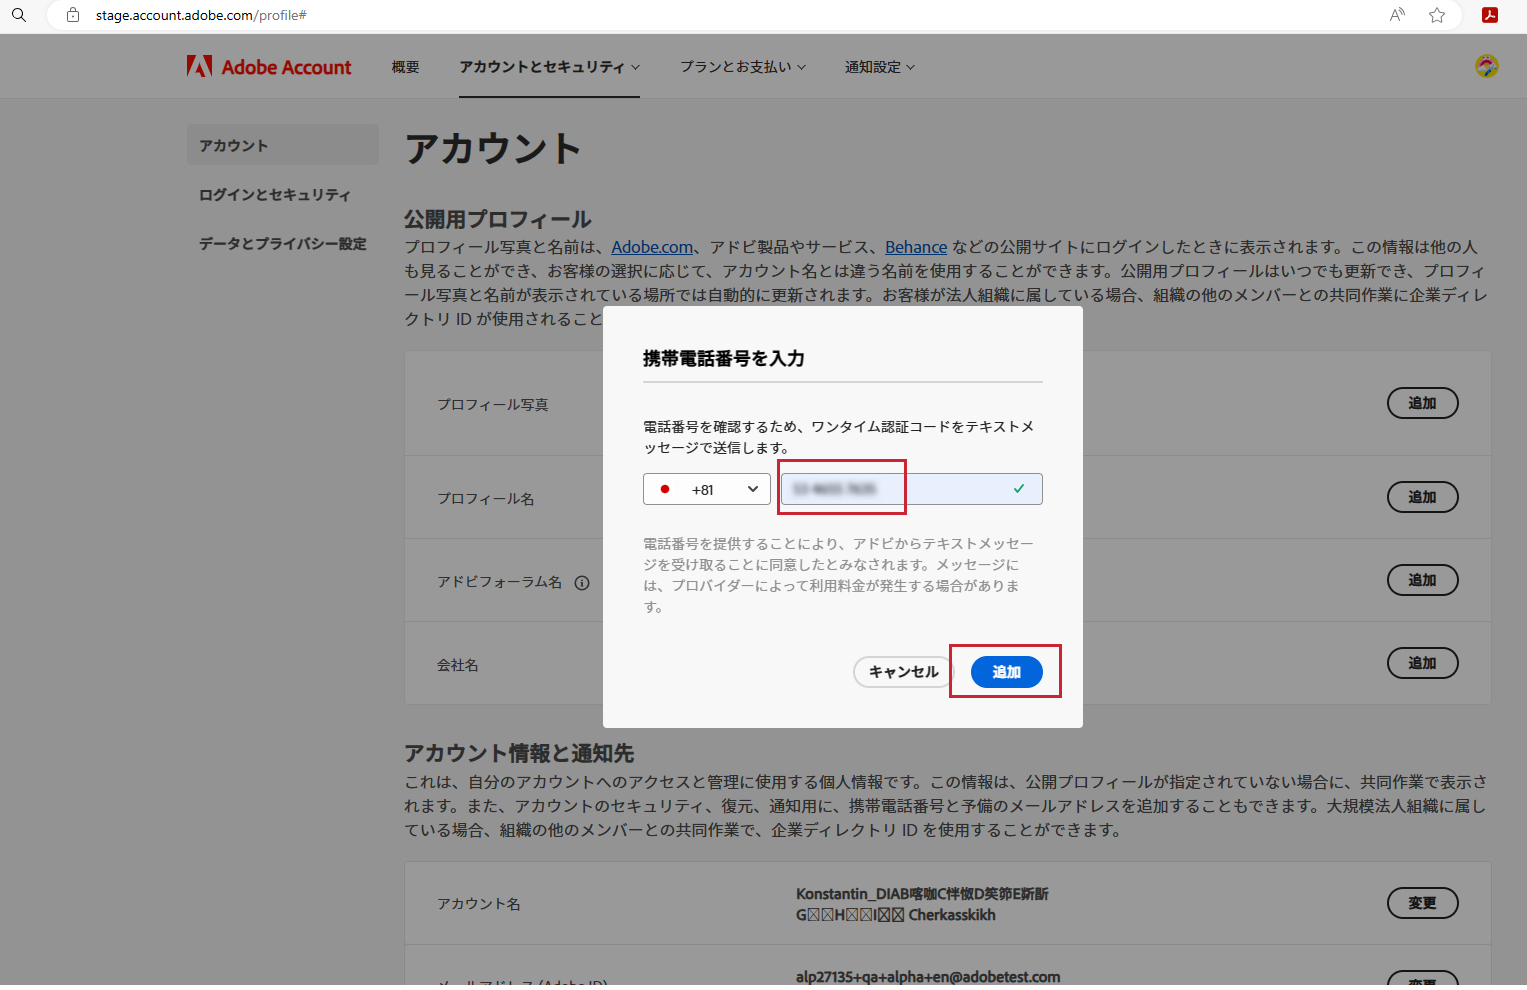 stage.account.adobe.com/profile#
Adobe Account
概要
アカウントとセキュリティ
プランとお支払い
通知設定
アカウント
ログインとセキュリティ
データとプライバシー設定
アカウント
公開用プロフィール
プロフィール写真と名前は、Adobe.com、アドビ製品やサービス、Behance などの公開サイトにログインしたときに表示されます。この情報は他の人
も見ることができ、お客様の選択に応じて、アカウント名とは違う名前を使用することができます。公開用プロフィールはいつでも更新でき、プロフィ
ール写真と名前が表示されている場所では自動的に更新されます。お客様が法人組織に属している場合、組織の他のメンバーとの共同作業に企業ディレ
クトリ ID が使用されること
プロフィール写真
追加
プロフィール名
追加
アドビフォーラム名
追加
会社名
追加
携帯電話番号を入力
電話番号を確認するため、ワンタイム認証コードをテキストメ
ッセージで送信します。
+81
電話番号を提供することにより、アドビからテキストメッセー
ジを受け取ることに同意したとみなされます。メッセージに
は、プロバイダーによって利用料金が発生する場合がありま
す。
キャンセル
追加
アカウント情報と通知先
これは、自分のアカウントへのアクセスと管理に使用する個人情報です。この情報は、公開プロフィールが指定されていない場合に、共同作業で表示さ
れます。また、アカウントのセキュリティ、復元、通知用に、携帯電話番号と予備のメールアドレスを追加することもできます。大規模法人組織に属し
ている場合、組織の他のメンバーとの共同作業で、企業ディレクトリ ID を使用することができます。
アカウント名
Cherkasskikh
変更
メールアドレス (Adobe ID)
alp27135+qa+alpha+en@adobetest.com
変更